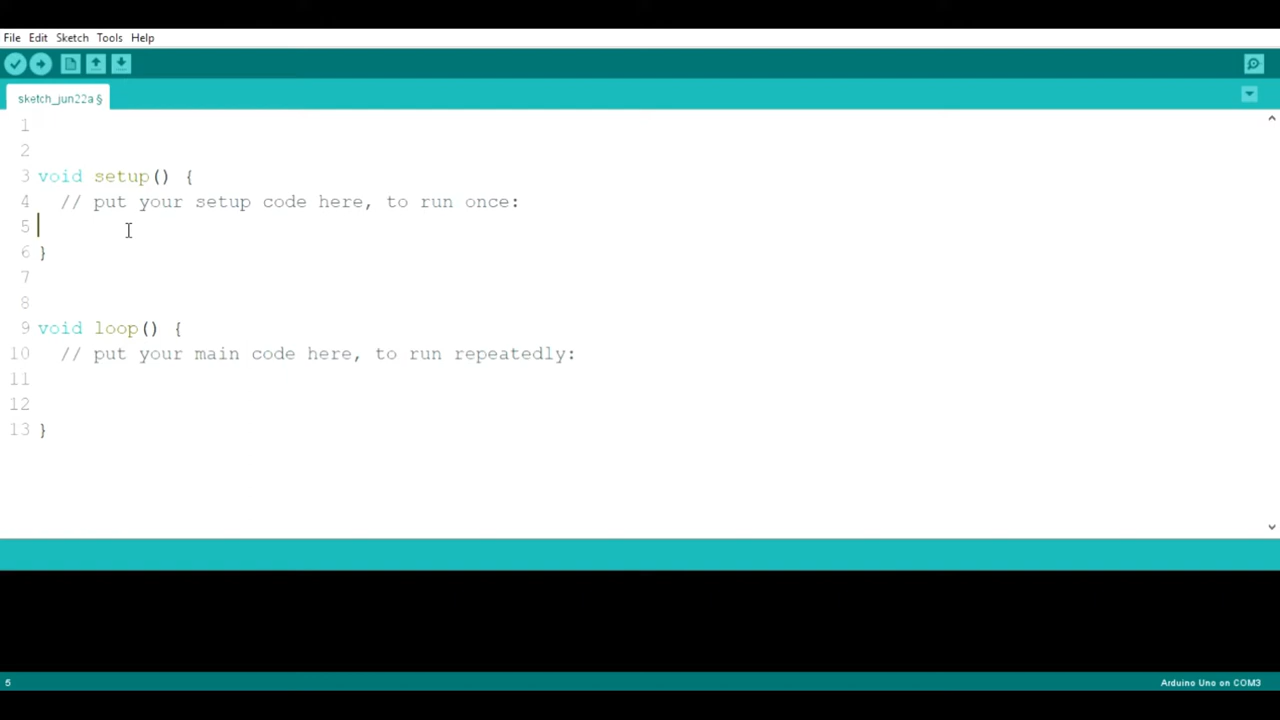 File Edit Sketch Tools Help
sketch_jun22a §
1
2
3 void setup() {
4 // put your setup code here, to run once:
5
6 }
7
8
9 void loop() {
10 // put your main code here, to run repeatedly:
11
12
13 }
5 Arduino Uno on COM3